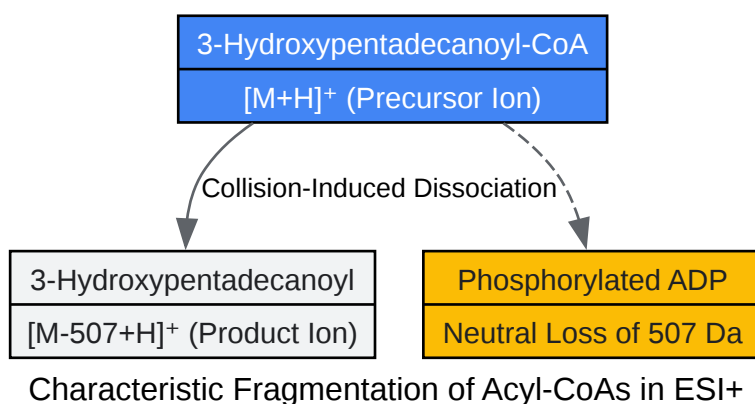 3-Hydroxypentadecanoyl-CoA
[M+H]⁺ (Precursor Ion)
Collision-Induced Dissociation
3-Hydroxypentadecanoyl
[M-507+H]⁺ (Product Ion)
Phosphorylated ADP
Neutral Loss of 507 Da
Characteristic Fragmentation of Acyl-CoAs in ESI+